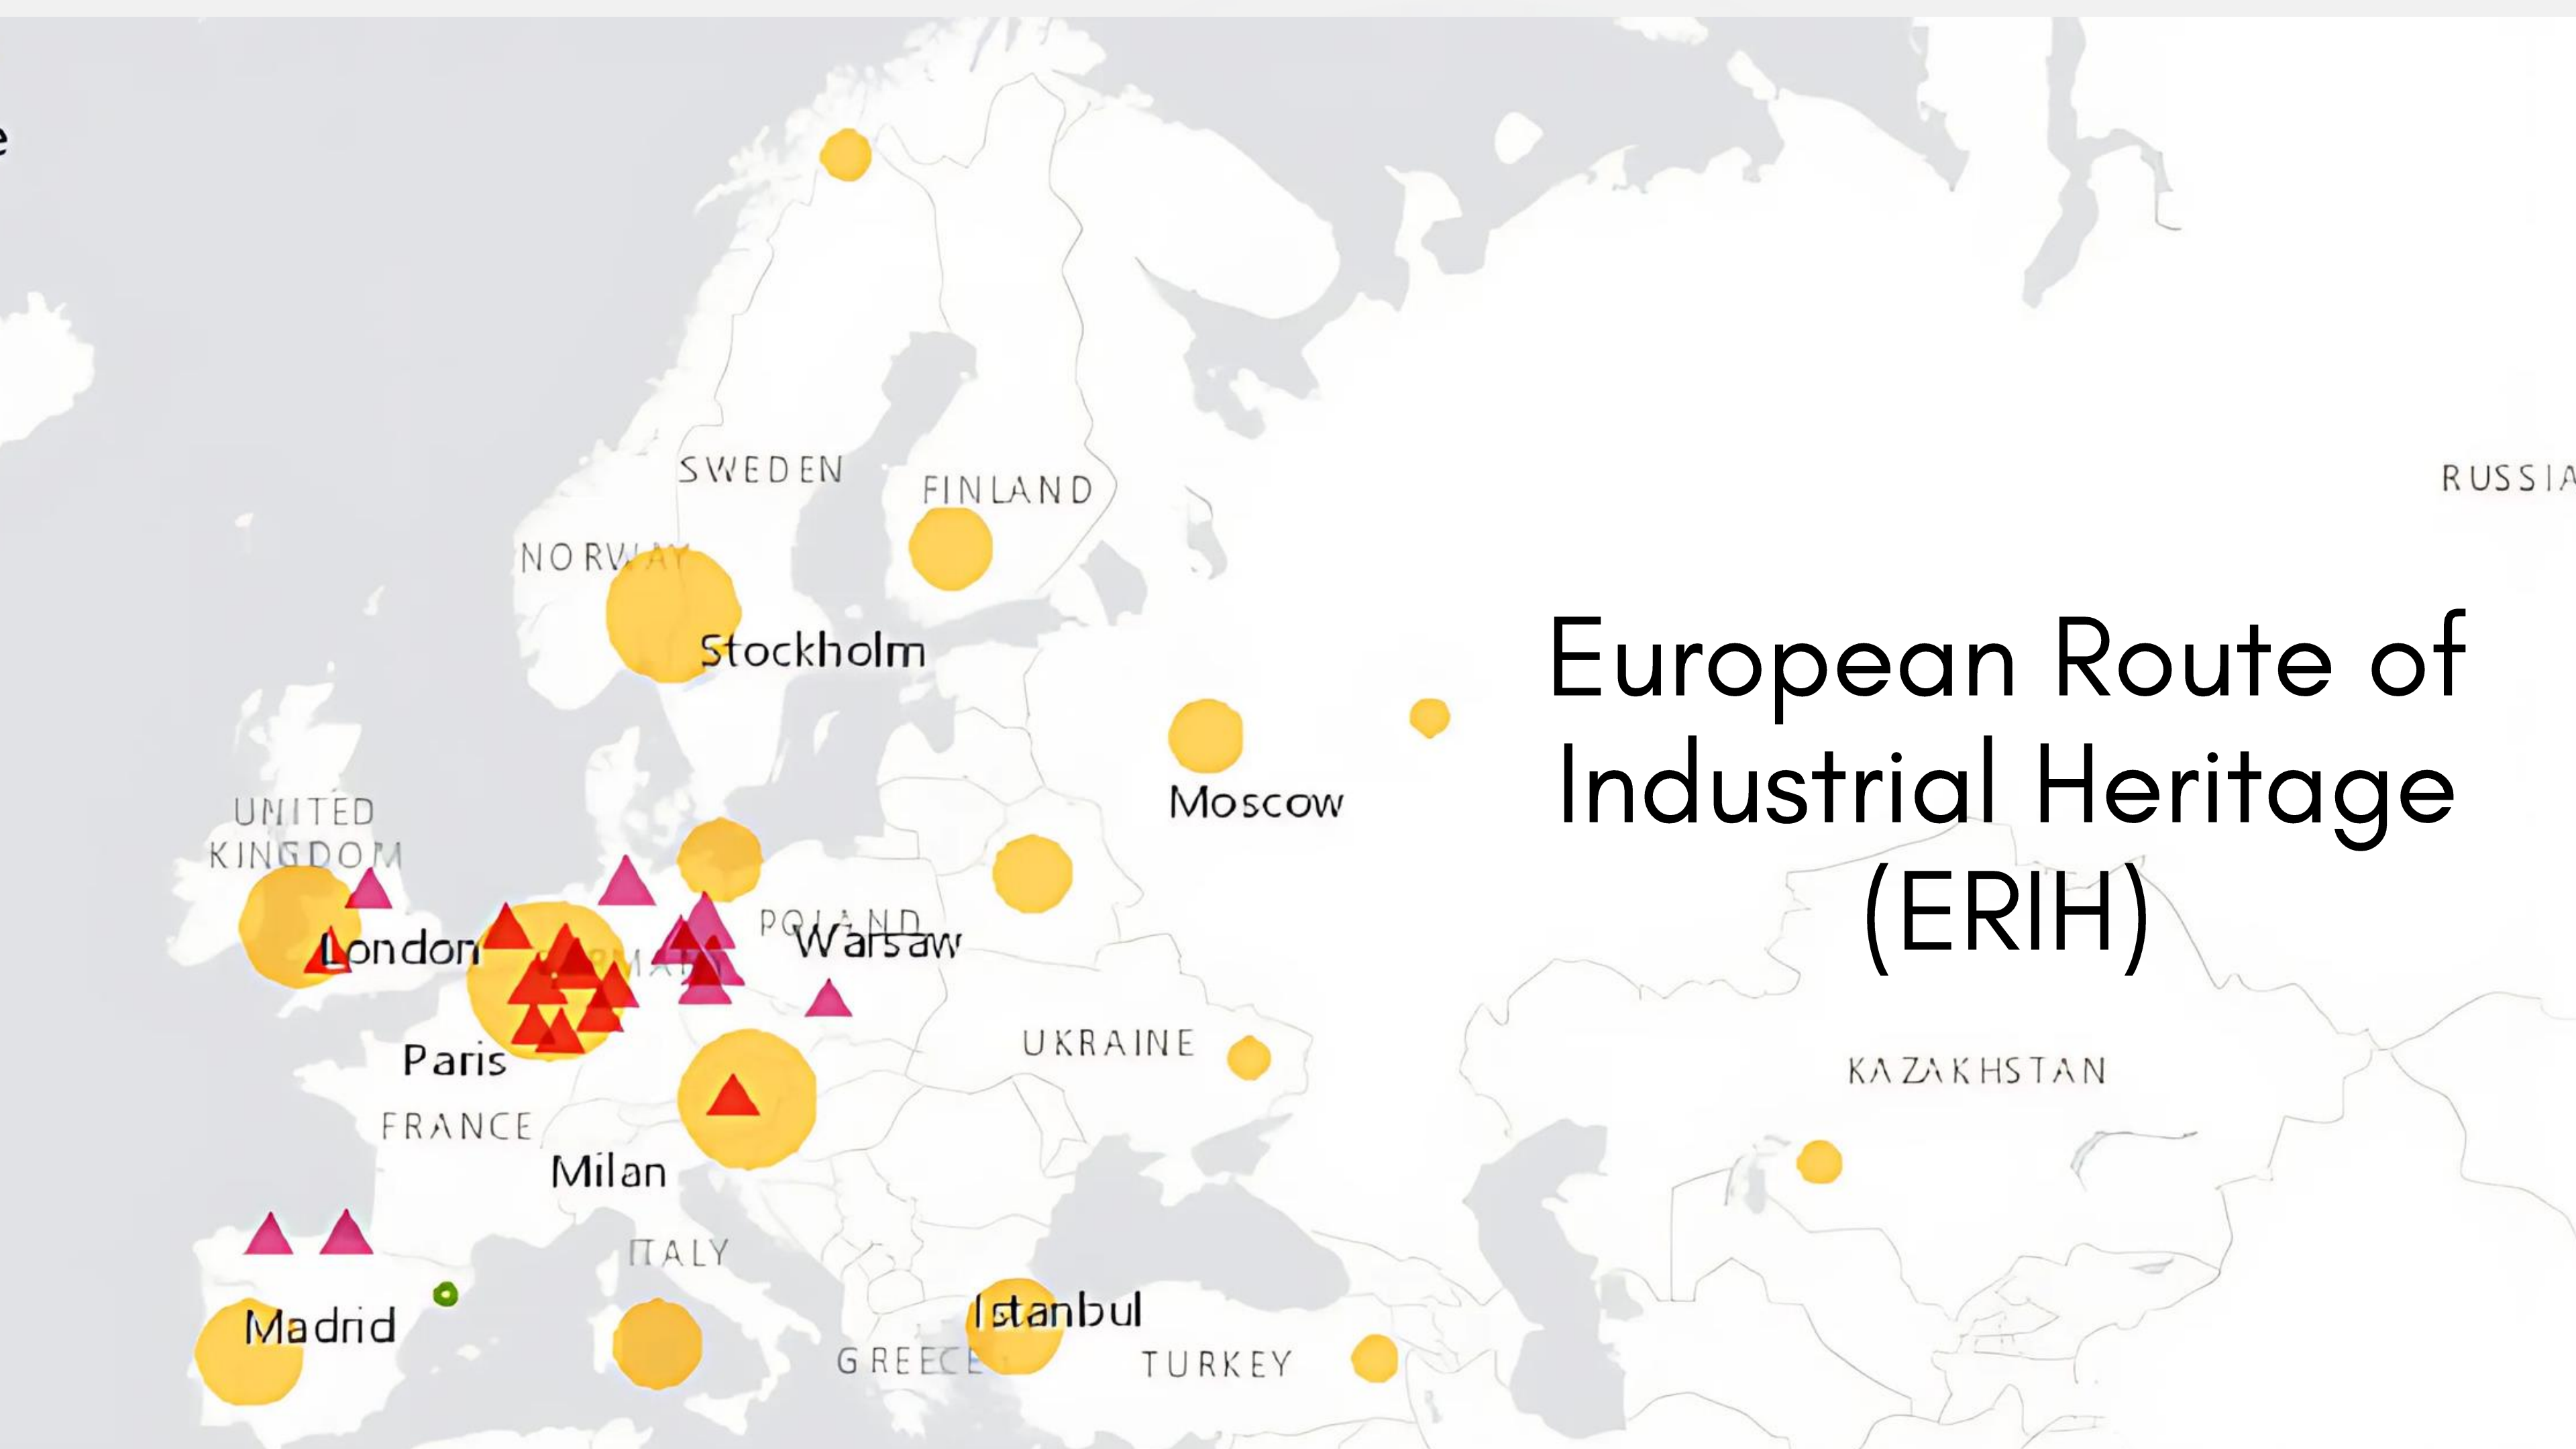 SWEDEN
FINLAND
RUSSIA
NORWAY
Stockholm
European Route of
Industrial Heritage
(ERIH)
Moscow
UNITED
KINGDOM
POLAND
Warsaw
London
UKRAINE
Paris
KAZAKHSTAN
FRANCE
Milan
ITALY
Istanbul
Madrid
GREECE
TURKEY